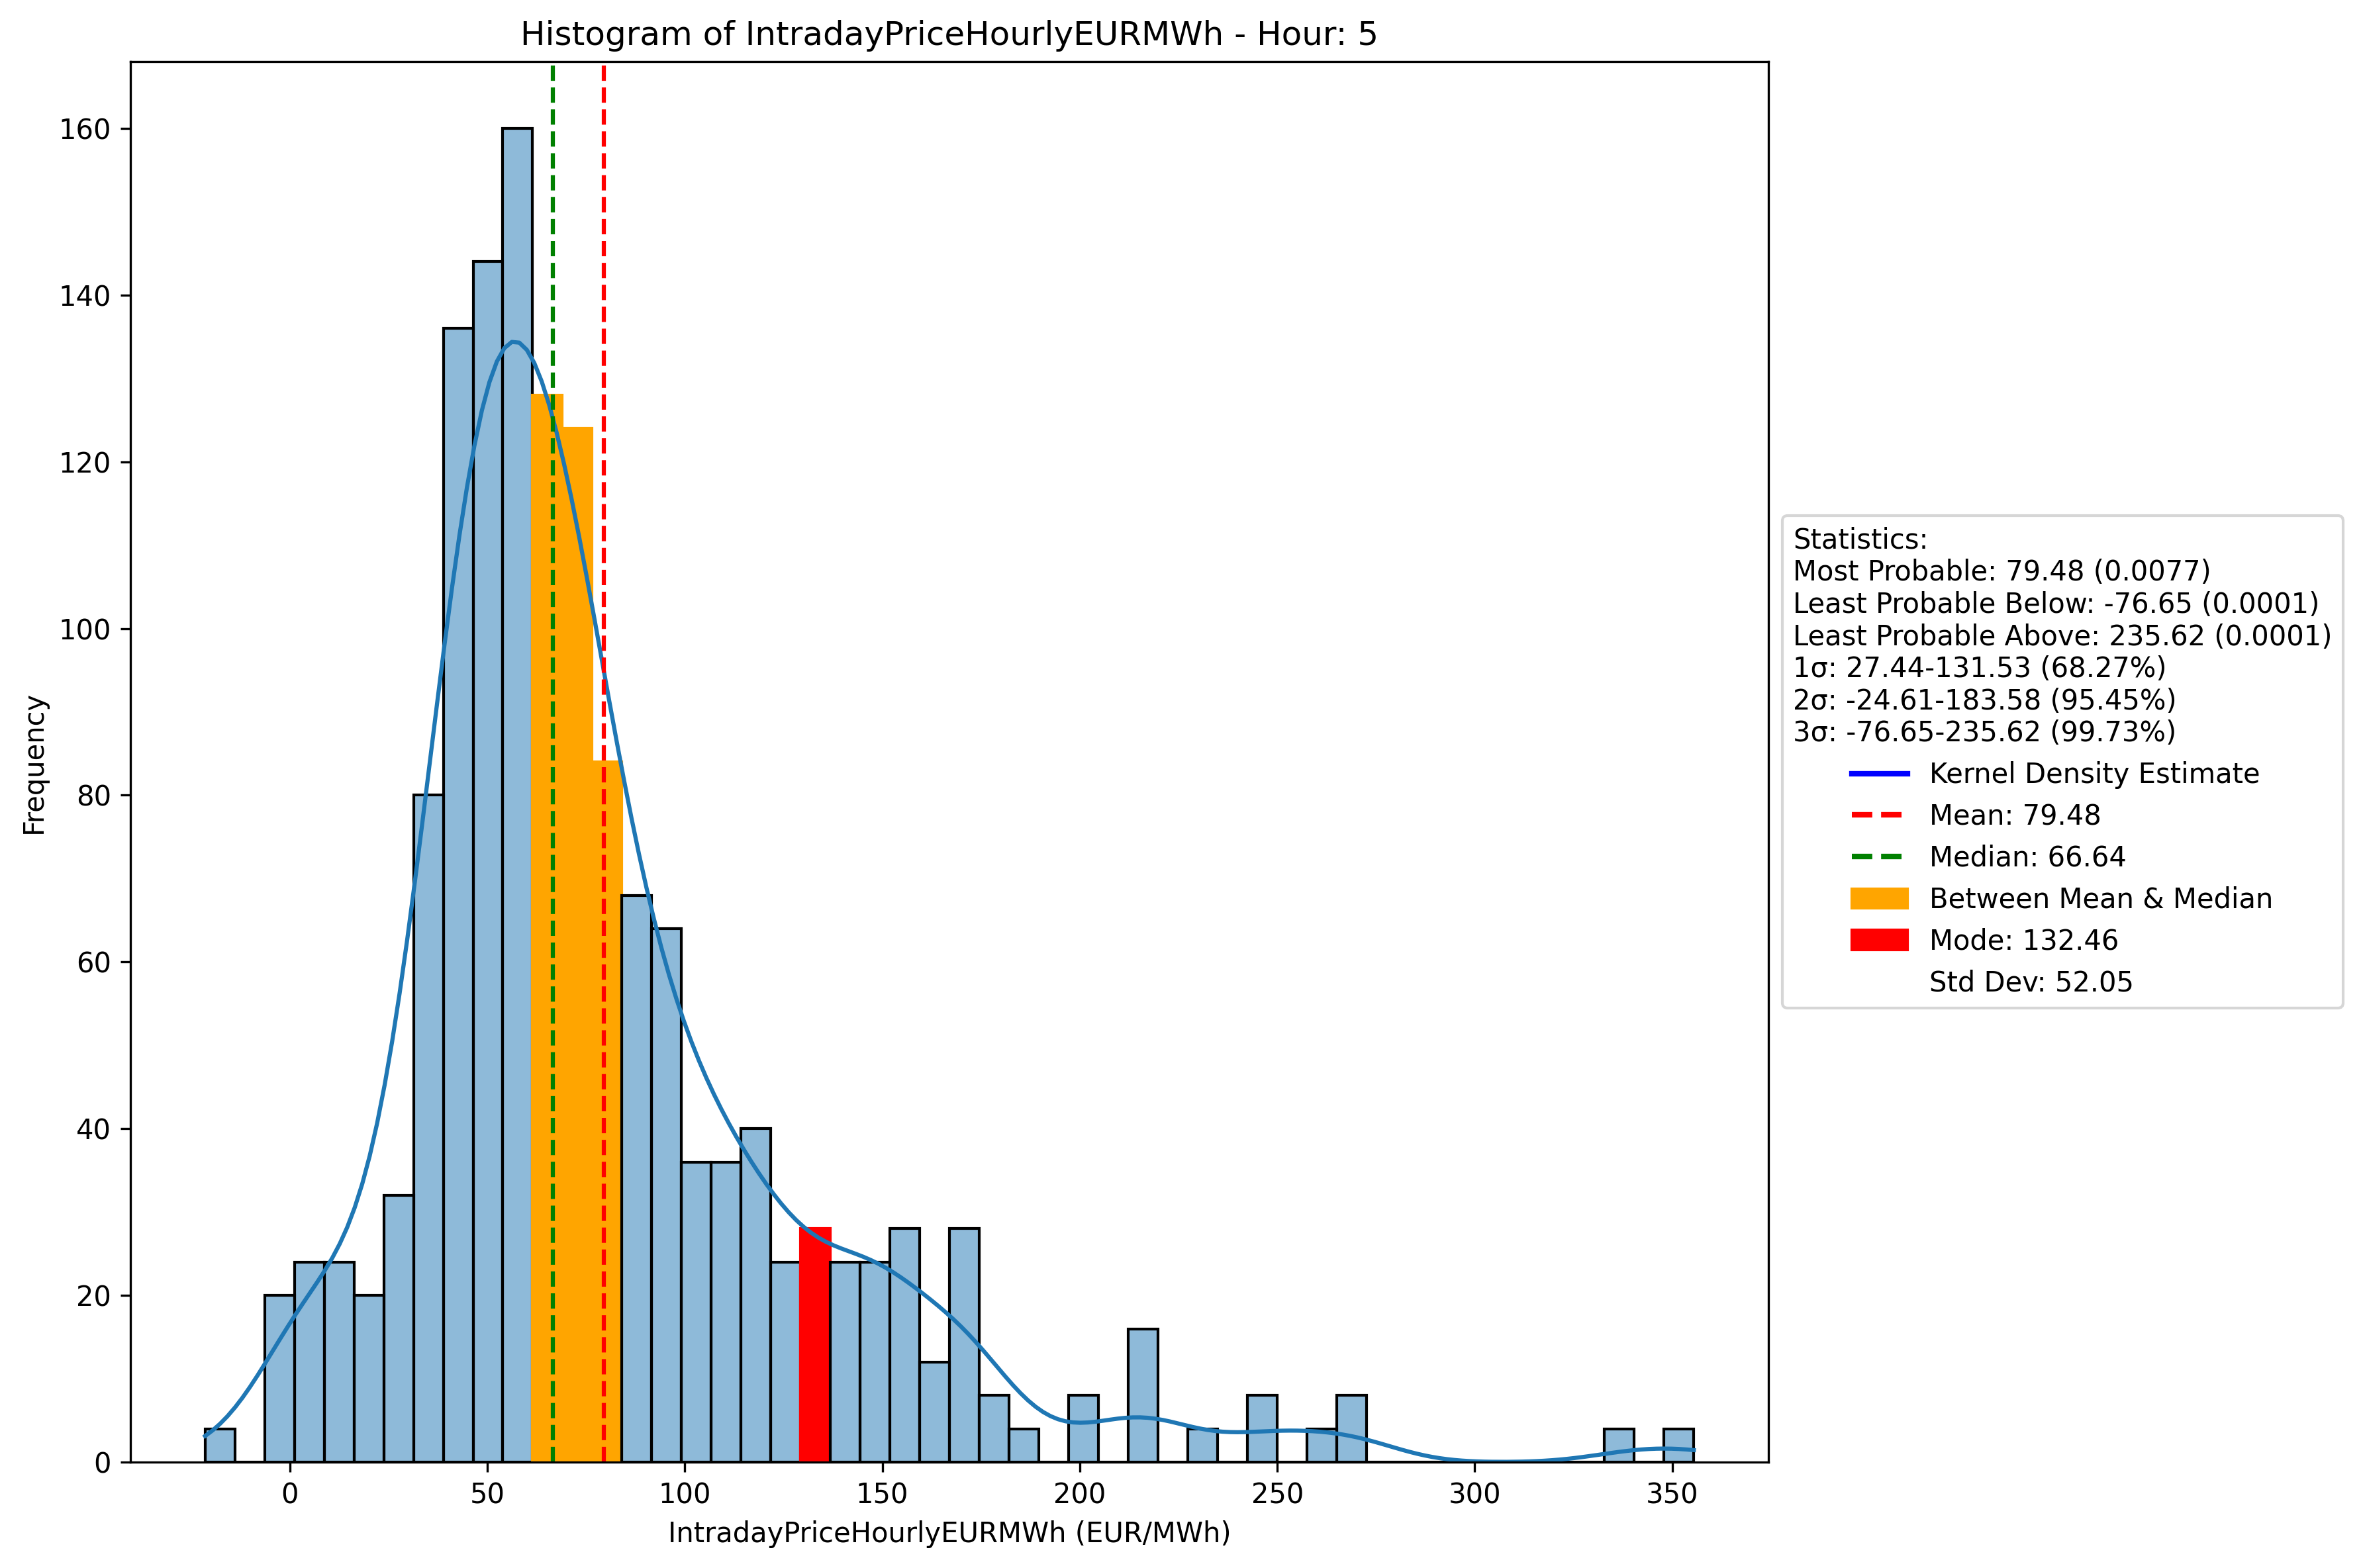 Histogram of IntradayPriceHourlyEURMWh - Hour: 5
160
140
120
100
80
60
40
20
0
Frequency
0 50 100 150 200 250 300 350
IntradayPriceHourlyEURMWh (EUR/MWh)
Statistics:
Most Probable: 79.48 (0.0077)
Least Probable Below: -76.65 (0.0001)
Least Probable Above: 235.62 (0.0001)
1σ: 27.44-131.53 (68.27%)
2σ: -24.61-183.58 (95.45%)
3σ: -76.65-235.62 (99.73%)
Kernel Density Estimate
Mean: 79.48
Median: 66.64
Between Mean & Median
Mode: 132.46
Std Dev: 52.05